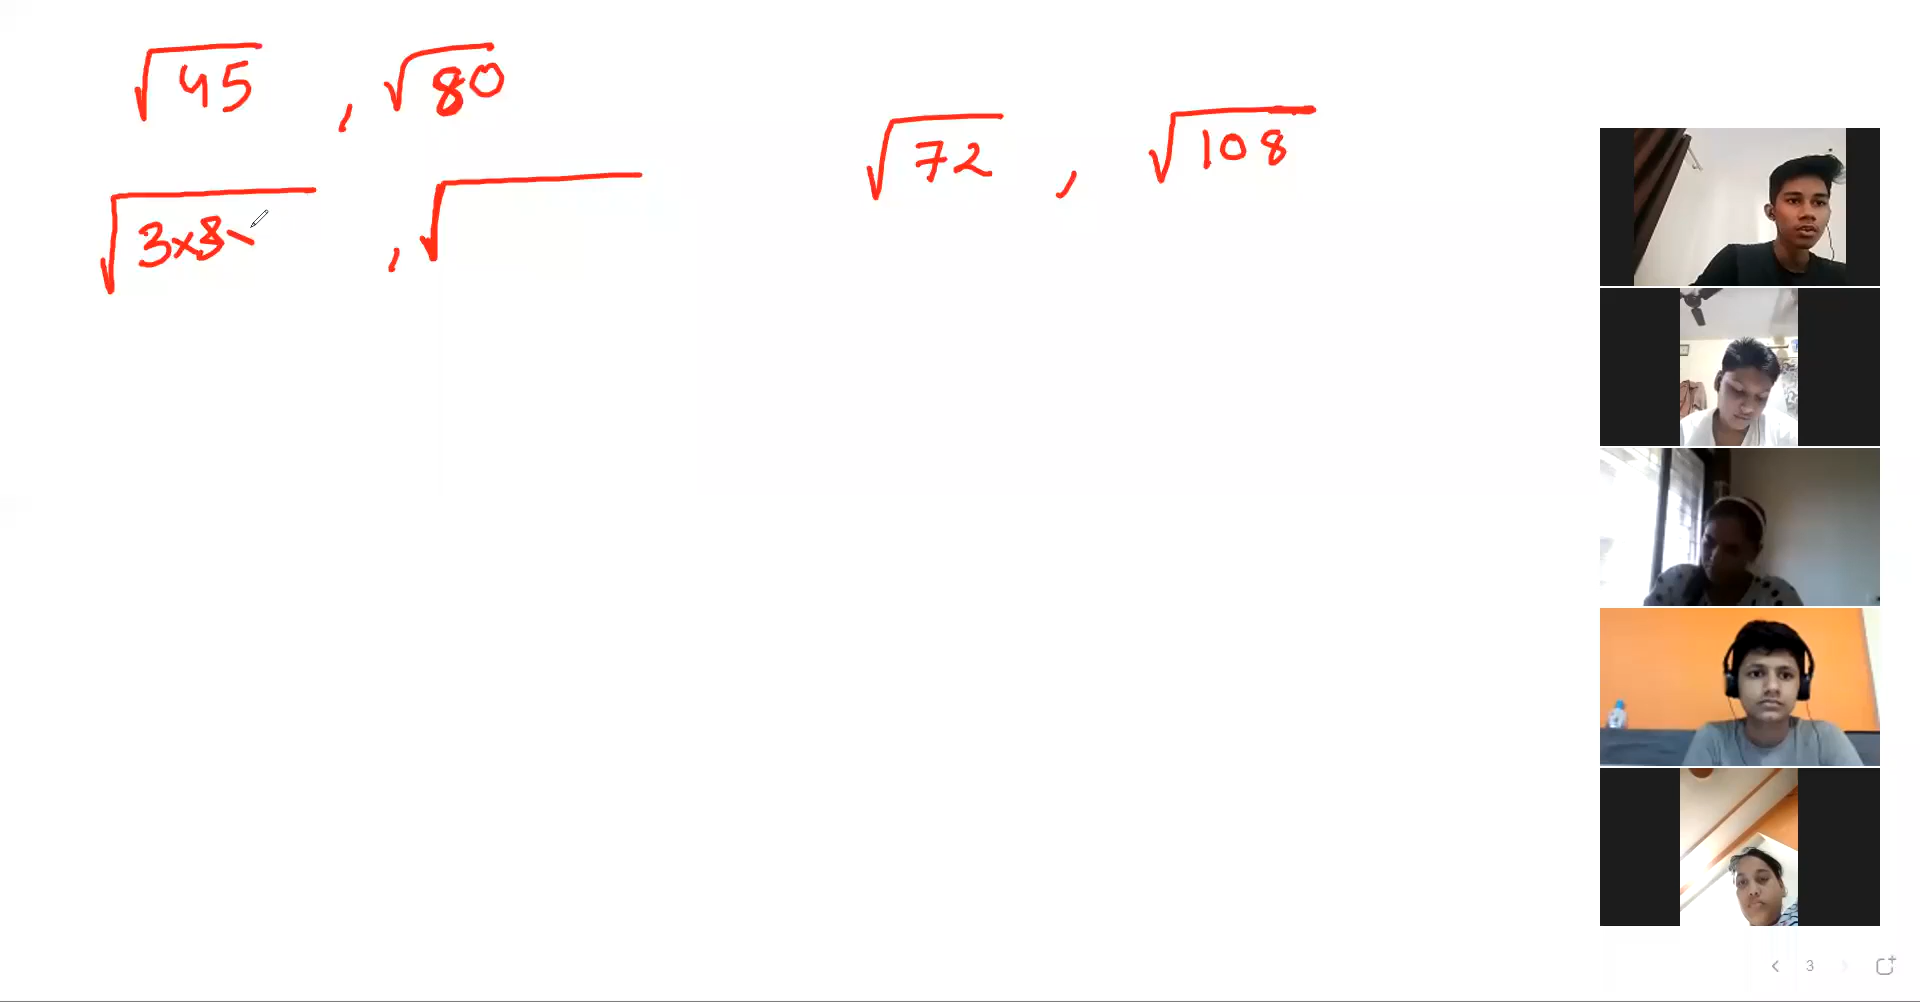 √45 , √80
√72 , √108
√3×3× , √
3